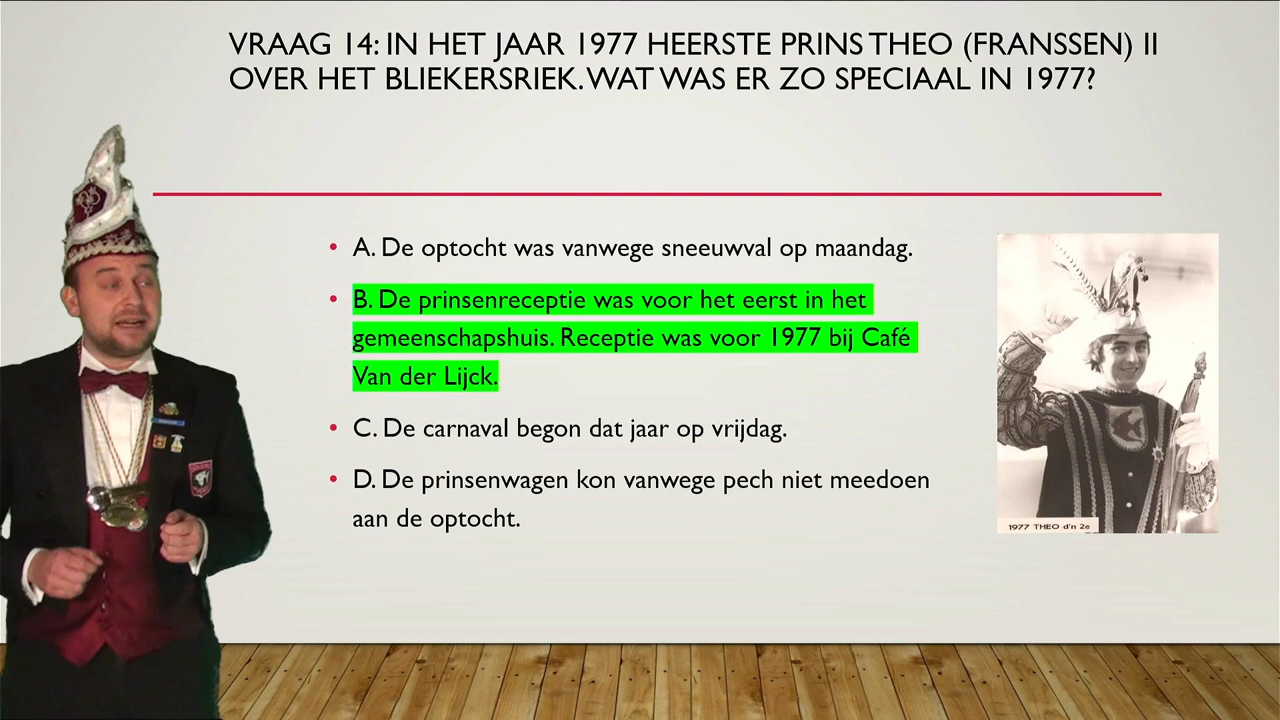 VRAAG 14: IN HET JAAR 1977 HEERSTE PRINS THEO (FRANSSEN) II
OVER HET BLIEKERSRIEK. WAT WAS ER ZO SPECIAAL IN 1977?
• A. De optocht was vanwege sneeuwval op maandag.
• B. De prinsenreceptie was voor het eerst in het
gemeenschapshuis. Receptie was voor 1977 bij Café
Van der Lijck.
• C. De carnaval begon dat jaar op vrijdag.
• D. De prinsenwagen kon vanwege pech niet meedoen
aan de optocht.
1977 THEO d'n 2e